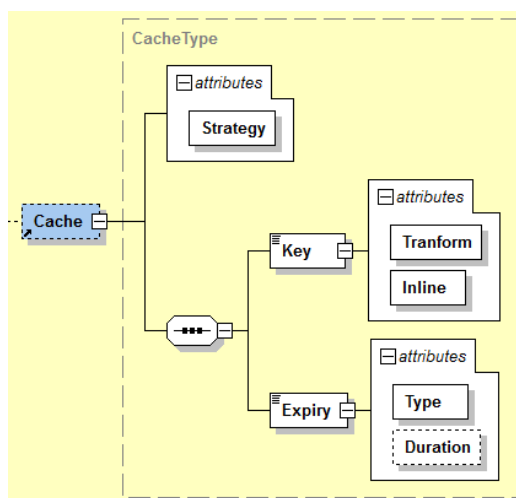 CacheType
attributes
Strategy
Cache
attributes
Key
Tranform
Inline
attributes
Expiry
Type
Duration